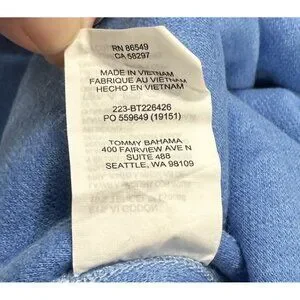 RN 86549
CA 58297
MADE IN VIETNAM
FABRIQUE AU VIETNAM
HECHO EN VIETNAM
223-BT226426
PO 559649 (19151)
TOMMY BAHAMA
400 FAIRVIEW AVE N
SUITE 488
SEATTLE, WA 98109